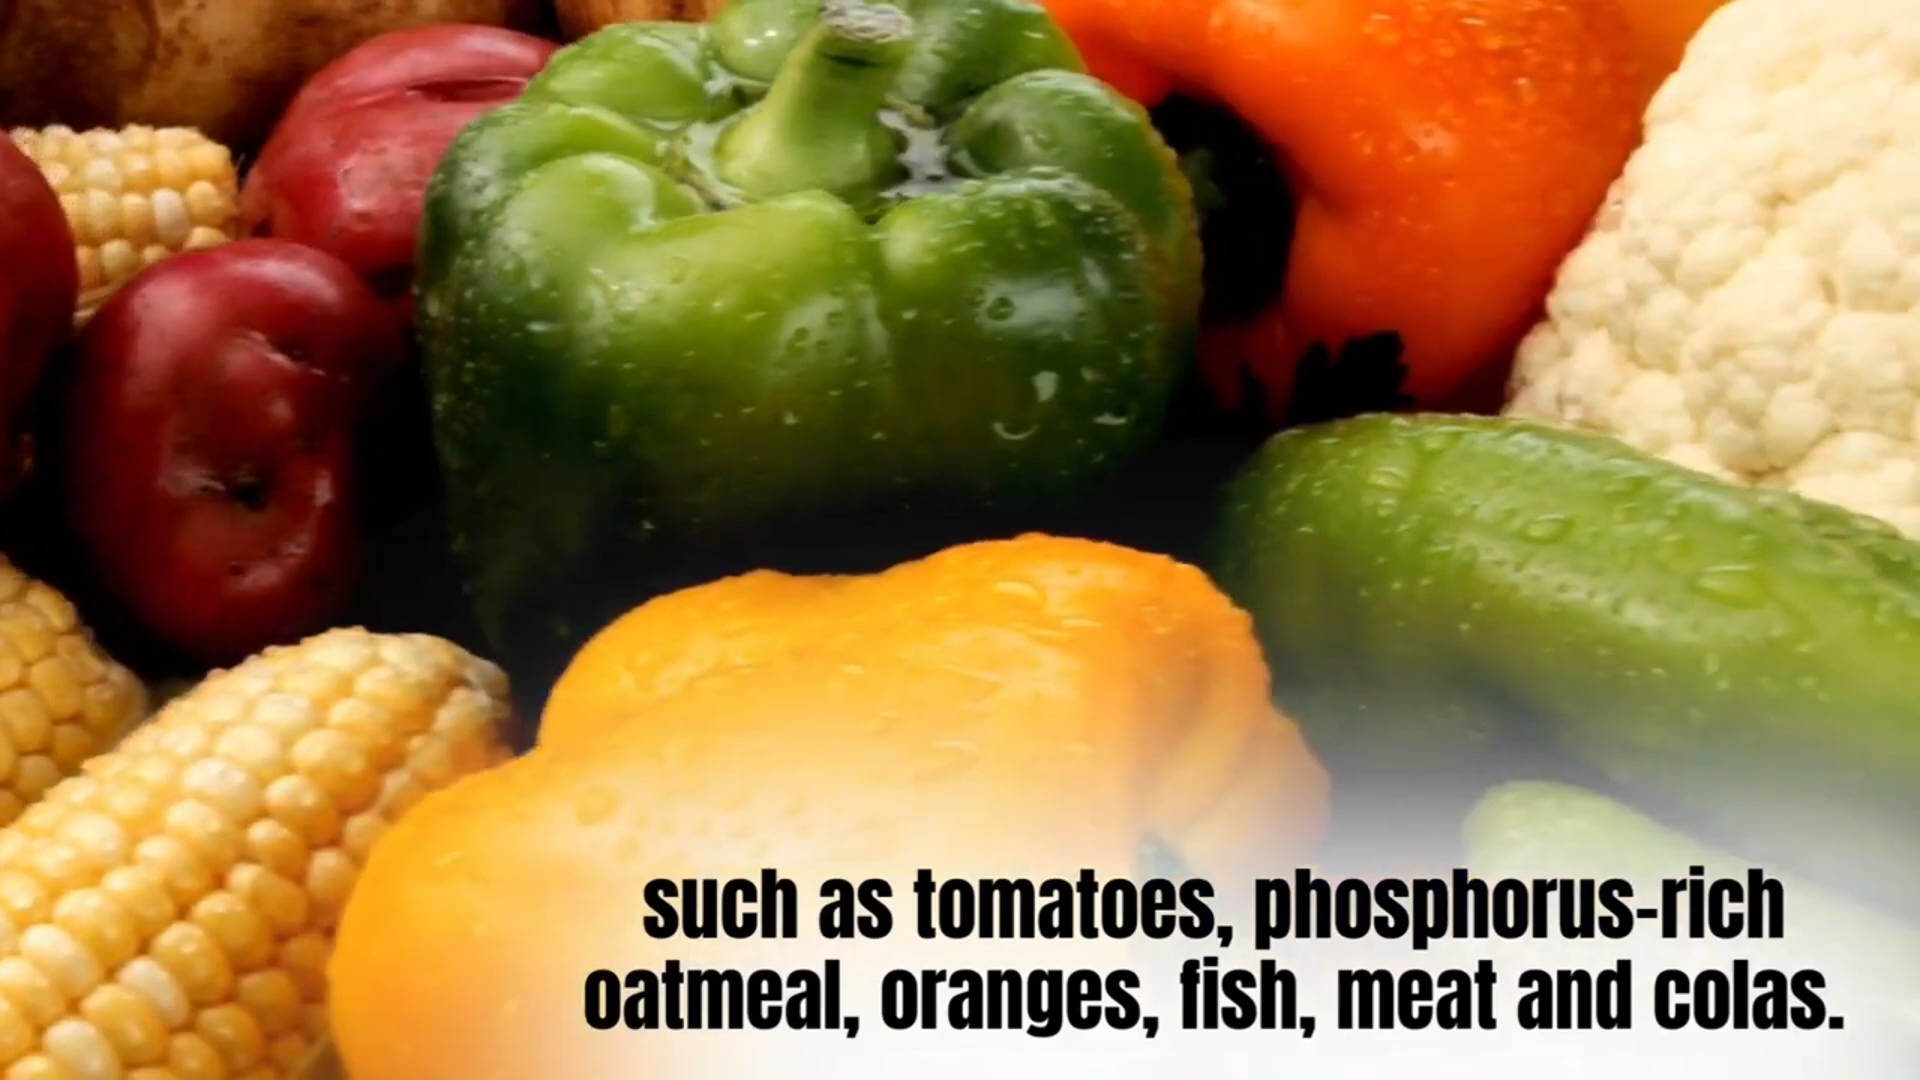 such as tomatoes, phosphorus-rich
oatmeal, oranges, fish, meat and colas.